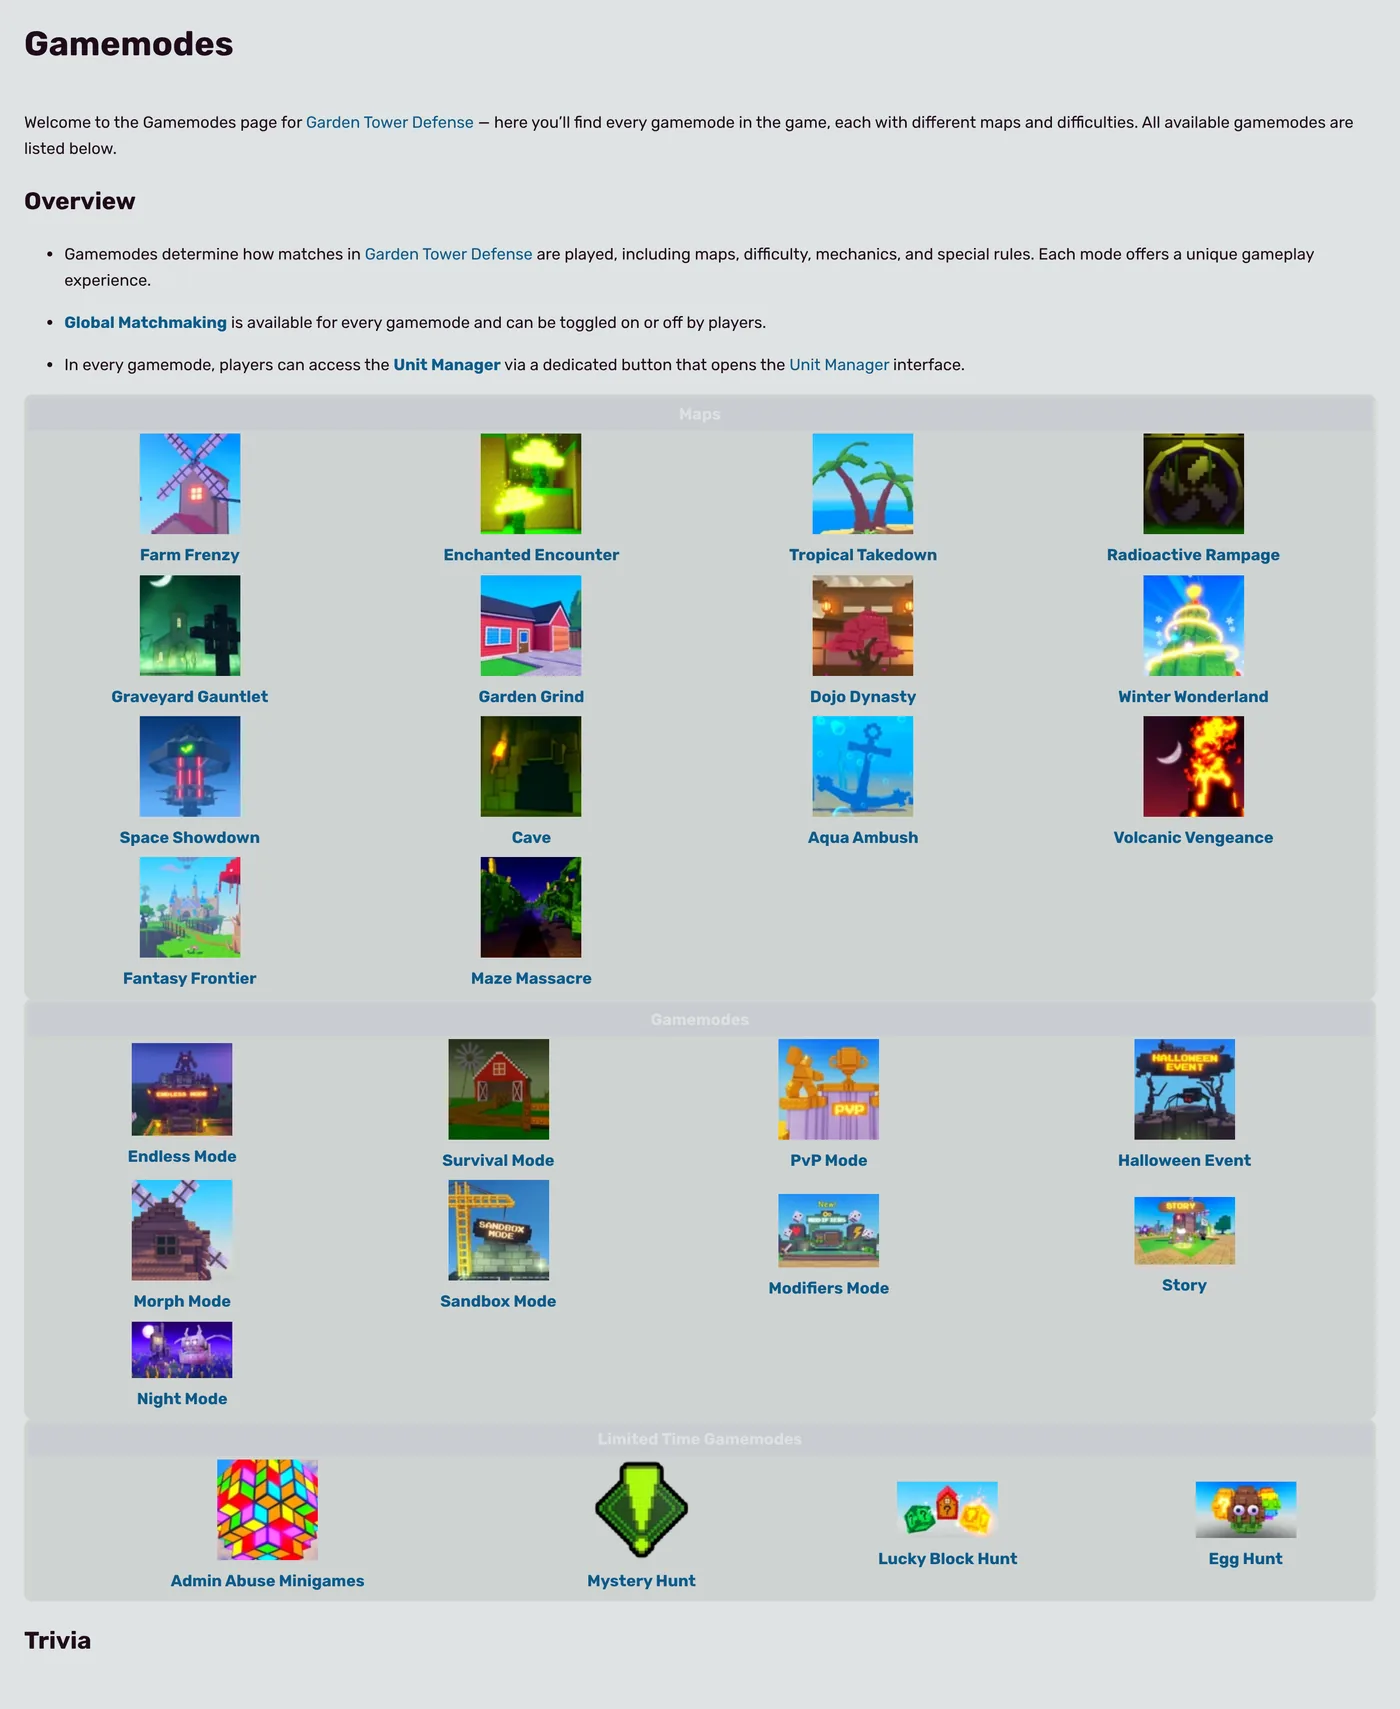 Gamemodes
Welcome to the Gamemodes page for Garden Tower Defense — here you'll find every gamemode in the game, each with different maps and difficulties. All available gamemodes are
listed below.
Overview
• Gamemodes determine how matches in Garden Tower Defense are played, including maps, difficulty, mechanics, and special rules. Each mode offers a unique gameplay
experience.
• Global Matchmaking is available for every gamemode and can be toggled on or off by players.
• In every gamemode, players can access the Unit Manager via a dedicated button that opens the Unit Manager interface.
Maps
Farm Frenzy
Enchanted Encounter
Tropical Takedown
Radioactive Rampage
Graveyard Gauntlet
Garden Grind
Dojo Dynasty
Winter Wonderland
Space Showdown
Cave
Aqua Ambush
Volcanic Vengeance
Fantasy Frontier
Maze Massacre
Gamemodes
ENDLESS MODE
PVP
HALLOWEEN
EVENT
Endless Mode
Survival Mode
PvP Mode
Halloween Event
SANDBOX
MODE
New!
MODIFIERS
STORY
Morph Mode
Sandbox Mode
Modifiers Mode
Story
Night Mode
Limited Time Gamemodes
Admin Abuse Minigames
Mystery Hunt
Lucky Block Hunt
Egg Hunt
Trivia